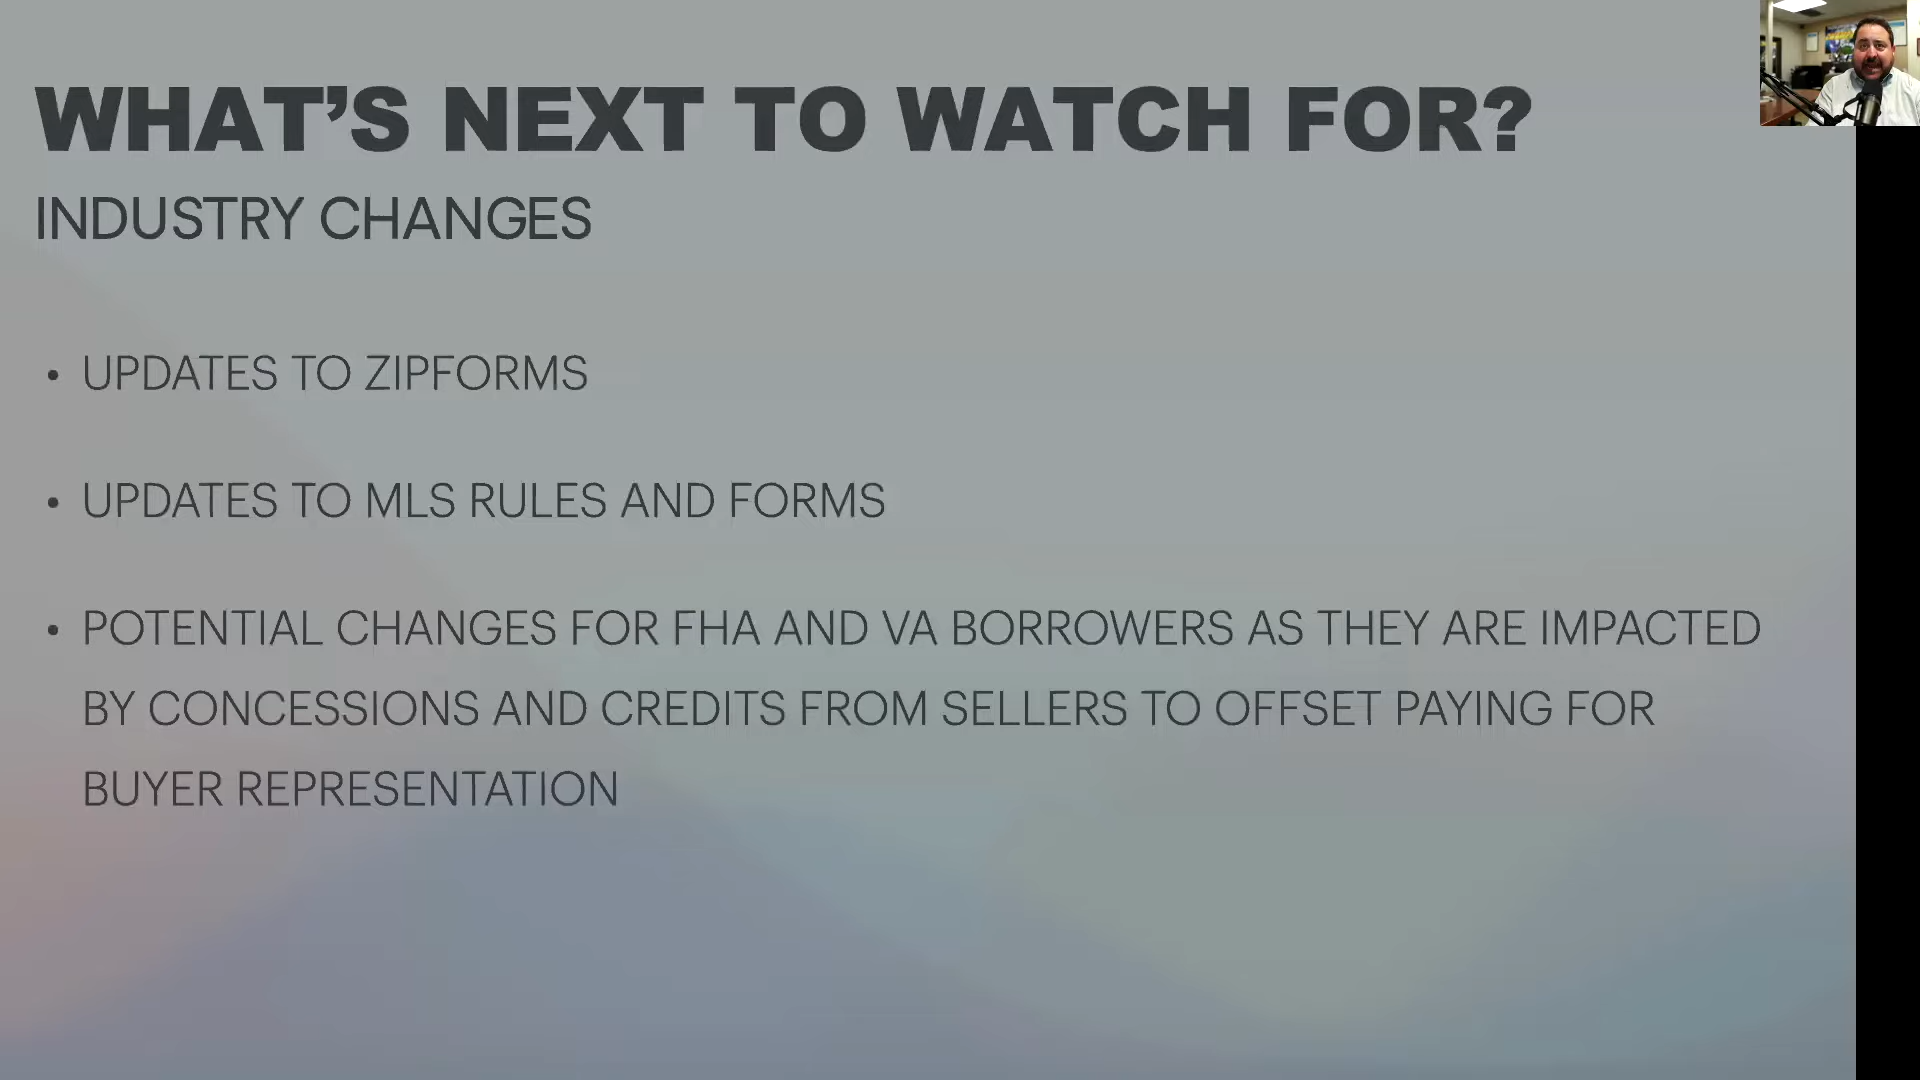 WHAT'S NEXT TO WATCH FOR?
INDUSTRY CHANGES
• UPDATES TO ZIPFORMS
• UPDATES TO MLS RULES AND FORMS
• POTENTIAL CHANGES FOR FHA AND VA BORROWERS AS THEY ARE IMPACTED
BY CONCESSIONS AND CREDITS FROM SELLERS TO OFFSET PAYING FOR
BUYER REPRESENTATION